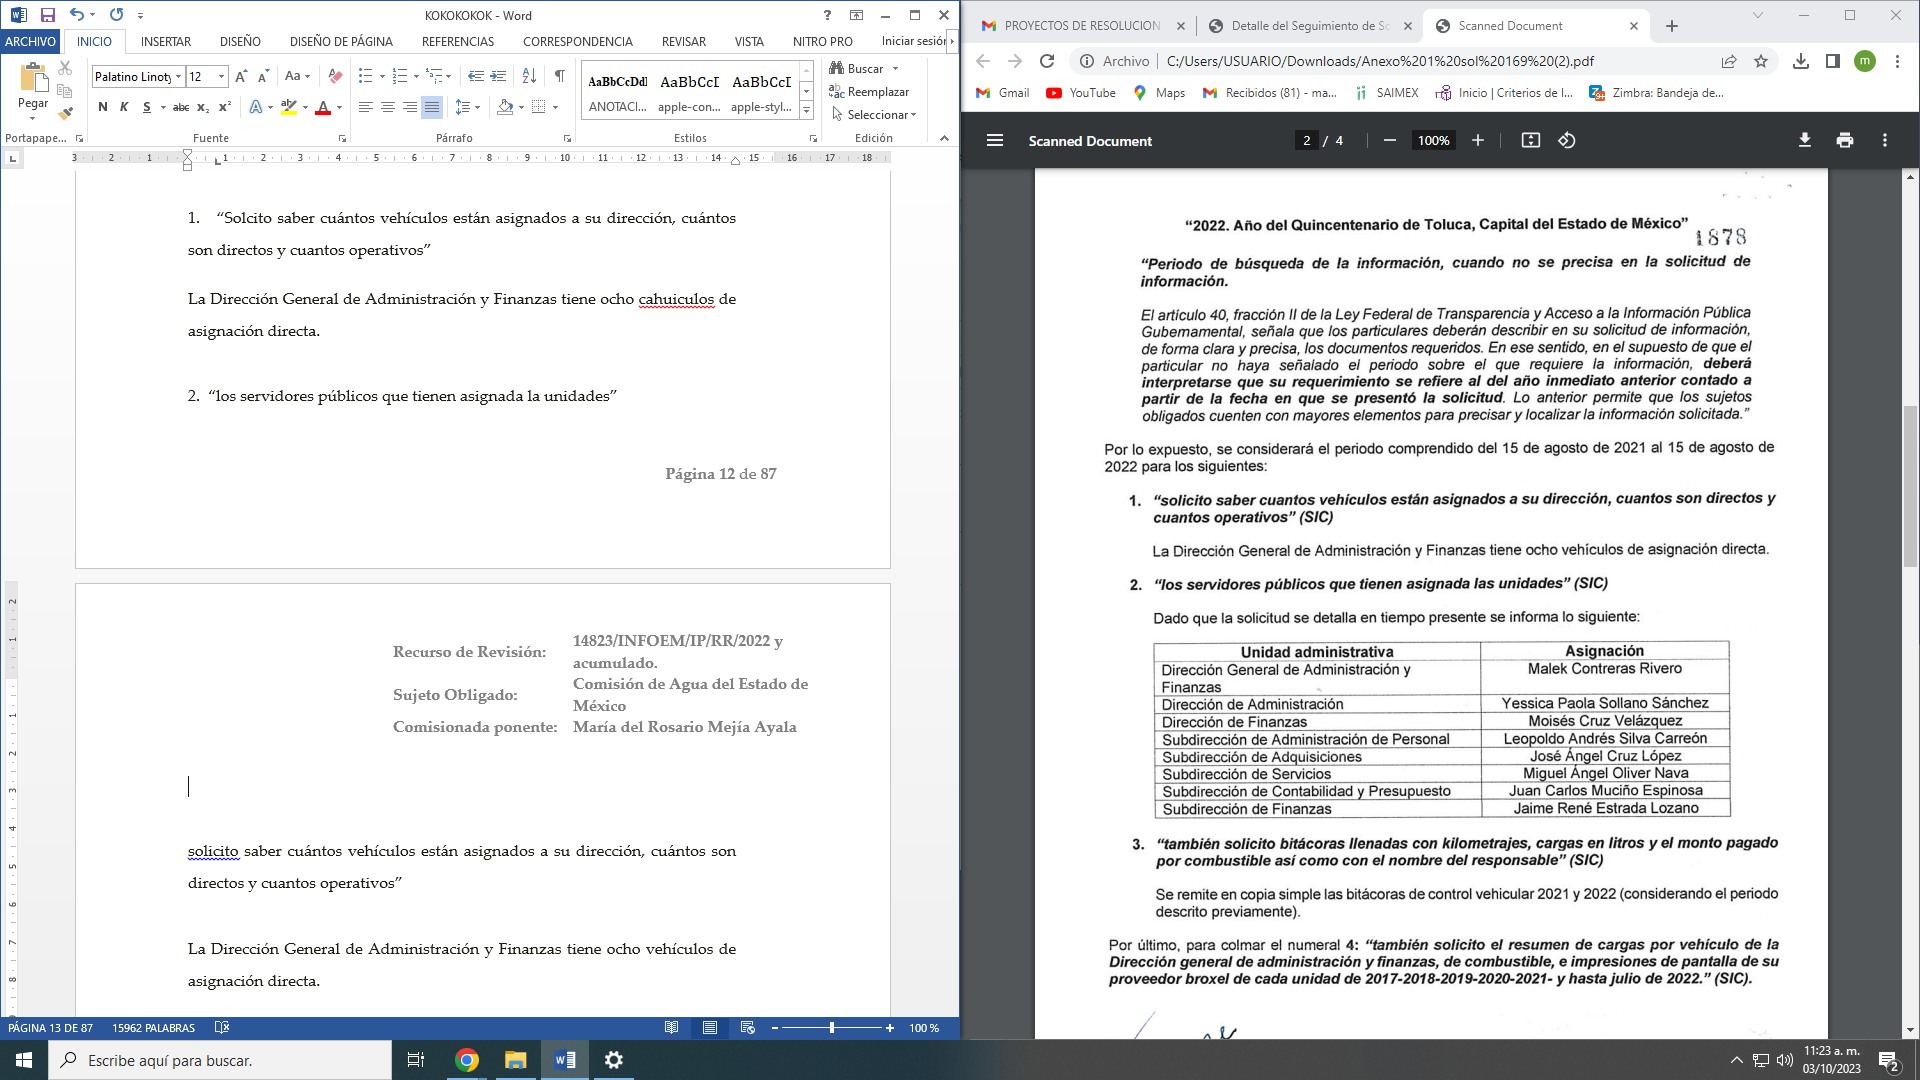 KOKOKOKOK - Word
ARCHIVO INICIO INSERTAR DISEÑO DISEÑO DE PÁGINA REFERENCIAS CORRESPONDENCIA REVISAR VISTA NITRO PRO Iniciar sesión
Palatino Linoty 12
Pegar
Buscar
Reemplazar
Seleccionar
AaBbCcDdl AaBbCcI AaBbCcI
ANOTACI... apple-con... apple-styl...
Portapape... Fuente Párrafo Estilos Edición
1. “Solcito saber cuántos vehículos están asignados a su dirección, cuántos
son directos y cuantos operativos”
La Dirección General de Administración y Finanzas tiene ocho cahuiculos de
asignación directa.
2. “los servidores públicos que tienen asignada la unidades”
Página 12 de 87
Recurso de Revisión: 14823/INFOEM/IP/RR/2022 y
acumulado.
Sujeto Obligado: Comisión de Agua del Estado de
México
Comisionada ponente: María del Rosario Mejía Ayala
solicito saber cuántos vehículos están asignados a su dirección, cuántos son
directos y cuantos operativos”
La Dirección General de Administración y Finanzas tiene ocho vehículos de
asignación directa.
PÁGINA 13 DE 87 15962 PALABRAS 100 %
PROYECTOS DE RESOLUCION Detalle del Seguimiento de So Scanned Document
Archivo C:/Users/USUARIO/Downloads/Anexo%201%20sol%20169%20(2).pdf
Gmail YouTube Maps Recibidos (81) - ma... SAIMEX Inicio | Criterios de I... Zimbra: Bandeja de...
Scanned Document 2 / 4 100%
“2022. Año del Quincentenario de Toluca, Capital del Estado de México”
1878
“Periodo de búsqueda de la información, cuando no se precisa en la solicitud de
información.
El artículo 40, fracción II de la Ley Federal de Transparencia y Acceso a la Información Pública
Gubernamental, señala que los particulares deberán describir en su solicitud de información,
de forma clara y precisa, los documentos requeridos. En ese sentido, en el supuesto de que el
particular no haya señalado el periodo sobre el que requiere la información, deberá
interpretarse que su requerimiento se refiere al del año inmediato anterior contado a
partir de la fecha en que se presentó la solicitud. Lo anterior permite que los sujetos
obligados cuenten con mayores elementos para precisar y localizar la información solicitada.”
Por lo expuesto, se considerará el periodo comprendido del 15 de agosto de 2021 al 15 de agosto de
2022 para los siguientes:
1. “solicito saber cuantos vehículos están asignados a su dirección, cuantos son directos y
cuantos operativos” (SIC)
La Dirección General de Administración y Finanzas tiene ocho vehículos de asignación directa.
2. “los servidores públicos que tienen asignada las unidades” (SIC)
Dado que la solicitud se detalla en tiempo presente se informa lo siguiente:
Unidad administrativa Asignación
Dirección General de Administración y Malek Contreras Rivero
Finanzas
Dirección de Administración Yessica Paola Sollano Sánchez
Dirección de Finanzas Moisés Cruz Velázquez
Subdirección de Administración de Personal Leopoldo Andrés Silva Carreón
Subdirección de Adquisiciones José Ángel Cruz López
Subdirección de Servicios Miguel Ángel Oliver Nava
Subdirección de Contabilidad y Presupuesto Juan Carlos Muciño Espinosa
Subdirección de Finanzas Jaime René Estrada Lozano
3. “también solicito bitácoras llenadas con kilometrajes, cargas en litros y el monto pagado
por combustible así como con el nombre del responsable” (SIC)
Se remite en copia simple las bitácoras de control vehicular 2021 y 2022 (considerando el periodo
descrito previamente).
Por último, para colmar el numeral 4: “también solicito el resumen de cargas por vehículo de la
Dirección general de administración y finanzas, de combustible, e impresiones de pantalla de su
proveedor broxel de cada unidad de 2017-2018-2019-2020-2021- y hasta julio de 2022.” (SIC).
Escribe aquí para buscar.
11:23 a. m.
03/10/2023
2